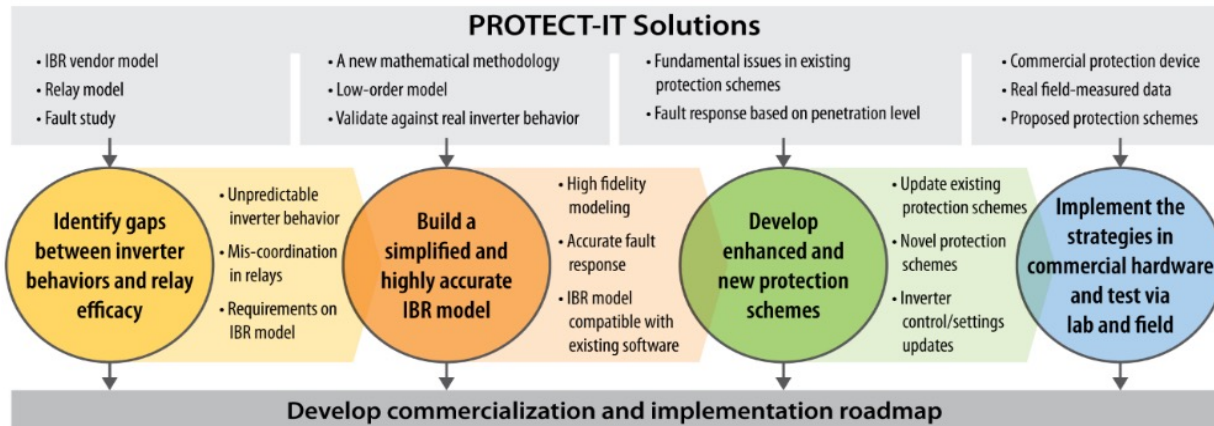 PROTECT-IT Solutions
• IBR vendor model
• Relay model
• Fault study
• A new mathematical methodology
• Low-order model
• Validate against real inverter behavior
• Fundamental issues in existing
protection schemes
• Fault response based on penetration level
• Commercial protection device
• Real field-measured data
• Proposed protection schemes
Identify gaps
between inverter
behaviors and relay
efficacy
• Unpredictable
inverter behavior
• Mis-coordination
in relays
• Requirements on
IBR model
Build a
simplified and
highly accurate
IBR model
• High fidelity
modeling
• Accurate fault
response
• IBR model
compatible with
existing software
Develop
enhanced and
new protection
schemes
• Update existing
protection schemes
• Novel protection
schemes
• Inverter
control/settings
updates
Implement the
strategies in
commercial hardware
and test via
lab and field
Develop commercialization and implementation roadmap